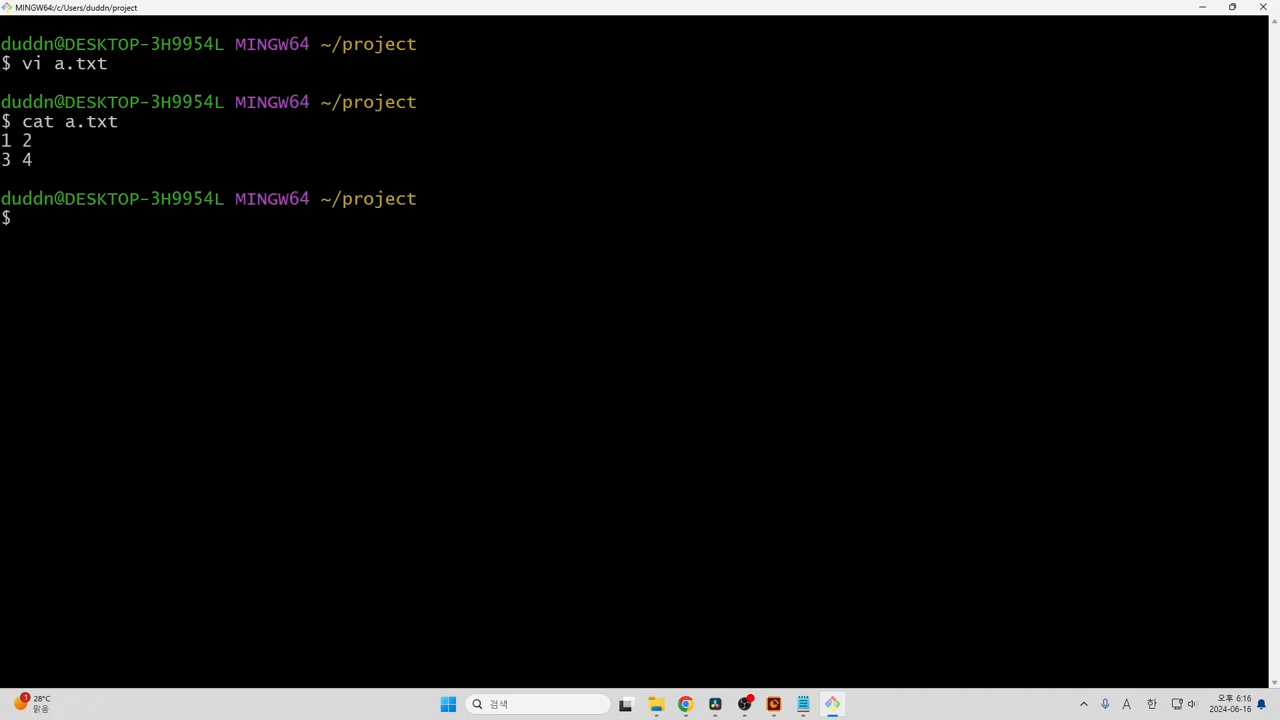 MINGW64:/c/Users/duddn/project
duddn@DESKTOP-3H9954L MINGW64 ~/project
$ vi a.txt
duddn@DESKTOP-3H9954L MINGW64 ~/project
$ cat a.txt
1 2
3 4
duddn@DESKTOP-3H9954L MINGW64 ~/project
$
1
28°C
맑음
검색
A
한
오후 6:16
2024-06-16